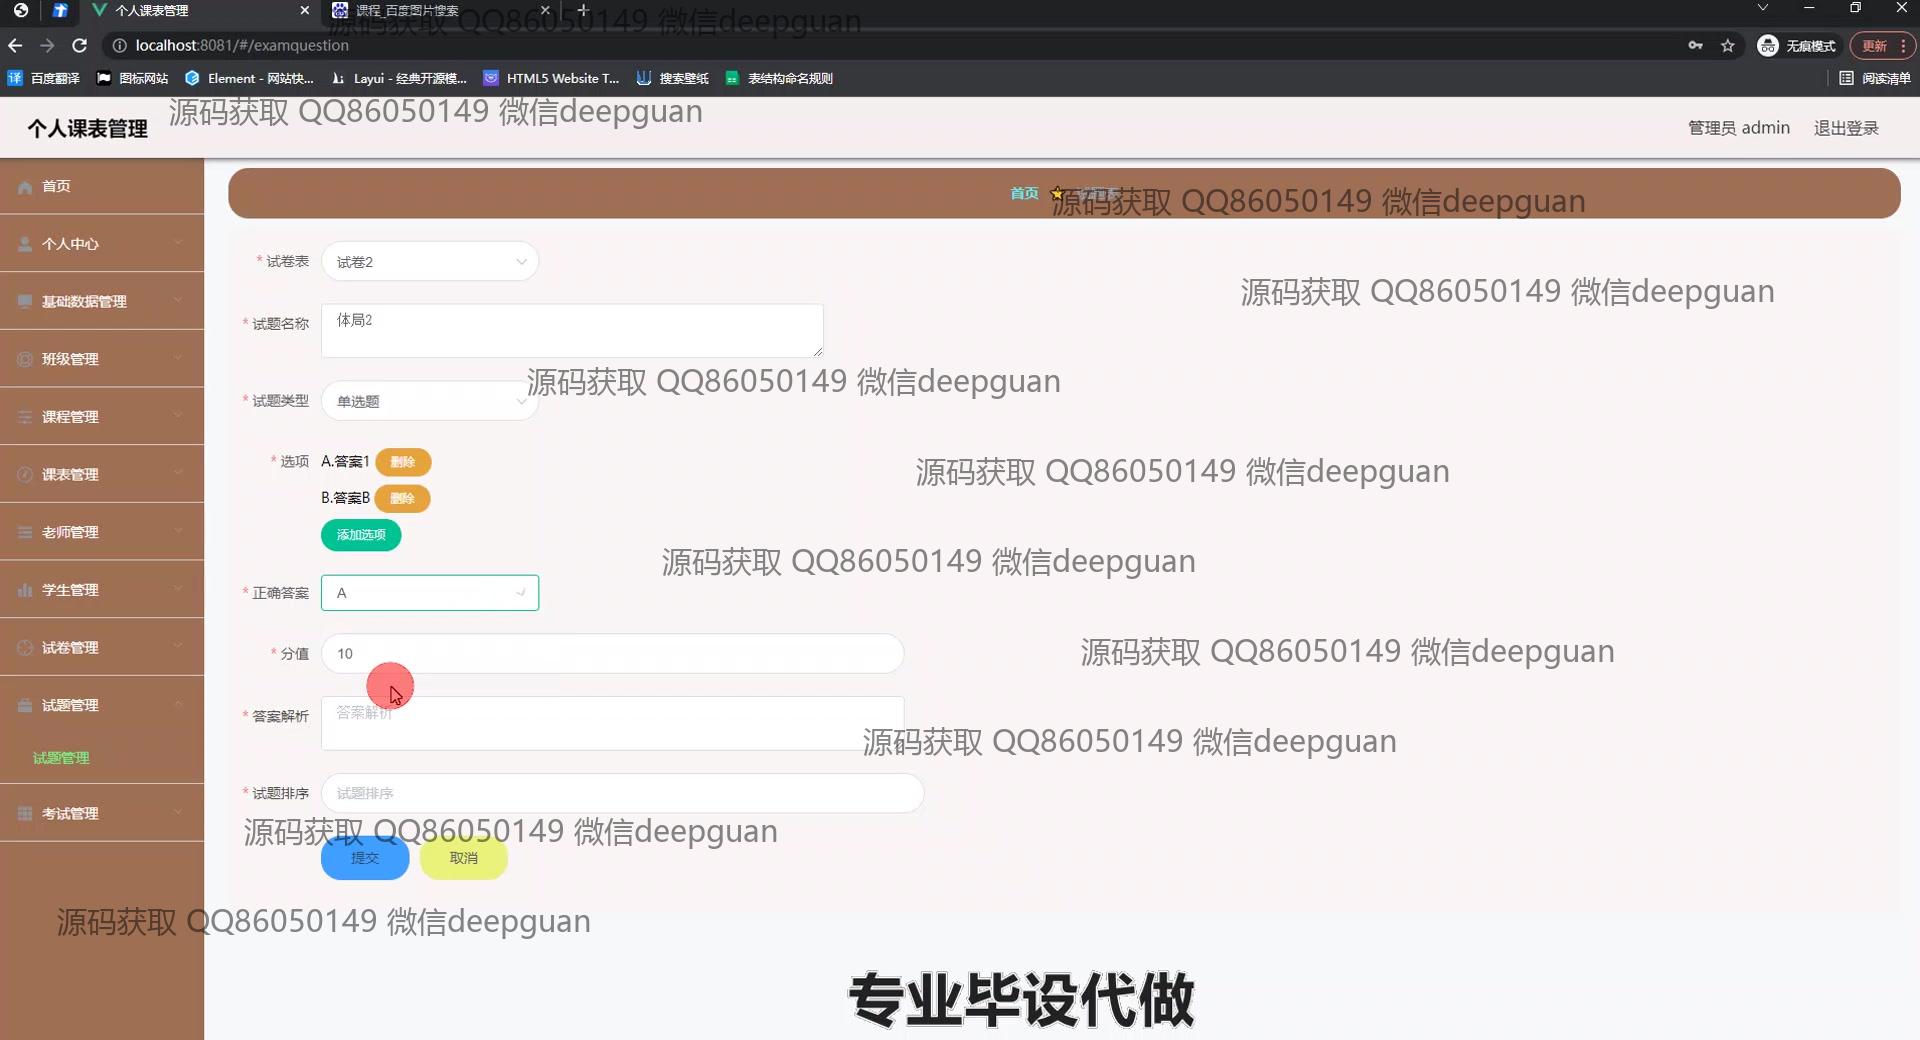 个人课表管理
课程_百度图片搜索
源码获取 QQ86050149 微信deepguan
localhost:8081/#/examquestion
无痕模式
更新
百度翻译
图标网站
Element - 网站快...
Layui - 经典开源模...
HTML5 Website T...
搜索壁纸
表结构命名规则
阅读清单
个人课表管理
源码获取 QQ86050149 微信deepguan
管理员 admin
退出登录
首页
首页
源码获取 QQ86050149 微信deepguan
个人中心
* 试卷表
试卷2
源码获取 QQ86050149 微信deepguan
基础数据管理
* 试题名称
体局2
班级管理
源码获取 QQ86050149 微信deepguan
* 试题类型
单选题
课程管理
* 选项
A.答案1
删除
源码获取 QQ86050149 微信deepguan
课表管理
B.答案B
删除
老师管理
添加选项
源码获取 QQ86050149 微信deepguan
学生管理
* 正确答案
A
试卷管理
* 分值
10
源码获取 QQ86050149 微信deepguan
试题管理
* 答案解析
答案解析
源码获取 QQ86050149 微信deepguan
试题管理
* 试题排序
试题排序
考试管理
源码获取 QQ86050149 微信deepguan
提交
取消
源码获取 QQ86050149 微信deepguan
专业毕设代做